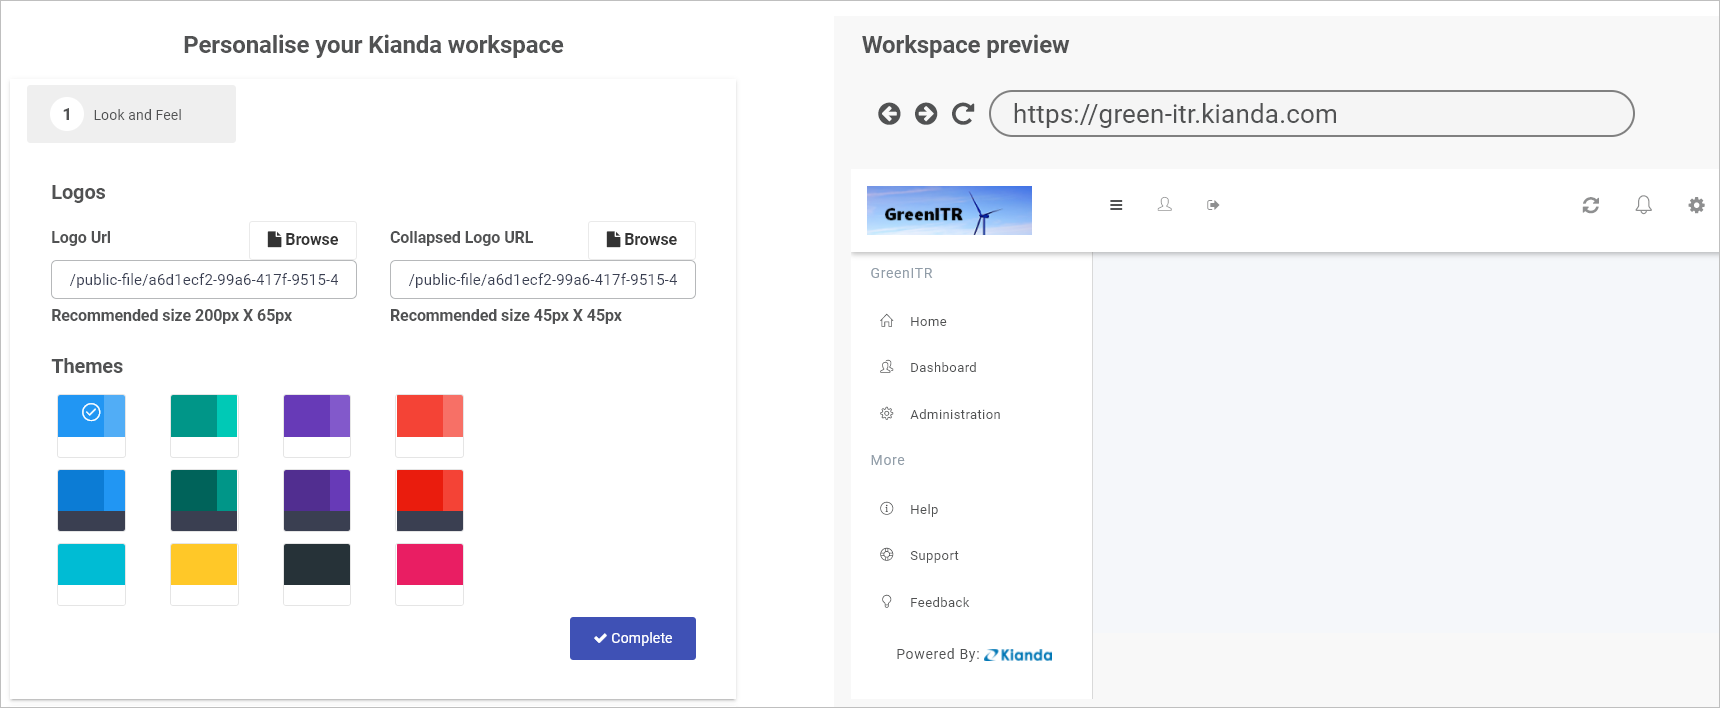 Personalise your Kianda workspace
1 Look and Feel
Logos
Logo Url
Browse
Collapsed Logo URL
Browse
/public-file/a6d1ecf2-99a6-417f-9515-4
/public-file/a6d1ecf2-99a6-417f-9515-4
Recommended size 200px X 65px
Recommended size 45px X 45px
Themes
Complete
Workspace preview
https://green-itr.kianda.com
GreenITR
GreenITR
Home
Dashboard
Administration
More
Help
Support
Feedback
Powered By: Kianda